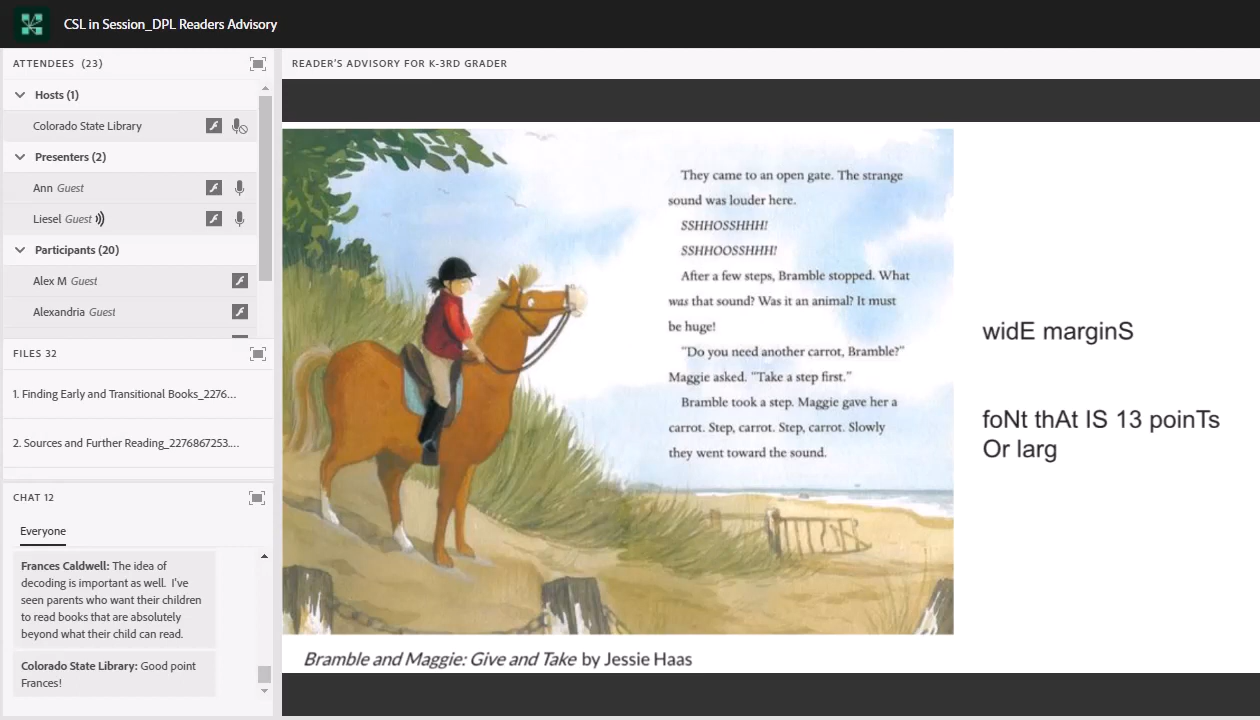 CSL in Session_DPL Readers Advisory
ATTENDEES (23)
Hosts (1)
Colorado State Library
Presenters (2)
Ann Guest
Liesel Guest
Participants (20)
Alex M Guest
Alexandria Guest
FILES 32
1. Finding Early and Transitional Books_2276...
2. Sources and Further Reading_2276867253....
CHAT 12
Everyone
Frances Caldwell: The idea of
decoding is important as well. I've
seen parents who want their children
to read books that are absolutely
beyond what their child can read.
Colorado State Library: Good point
Frances!
READER'S ADVISORY FOR K-3RD GRADER
They came to an open gate. The strange
sound was louder here.
SSHHOSSHHH!
SSHHOOSSHHH!
After a few steps, Bramble stopped. What
was that sound? Was it an animal? It must
be huge!
"Do you need another carrot, Bramble?"
Maggie asked. "Take a step first."
Bramble took a step. Maggie gave her a
carrot. Step, carrot. Step, carrot. Slowly
they went toward the sound.
widE marginS
foNt thAt IS 13 poinTs
Or larg
Bramble and Maggie: Give and Take by Jessie Haas